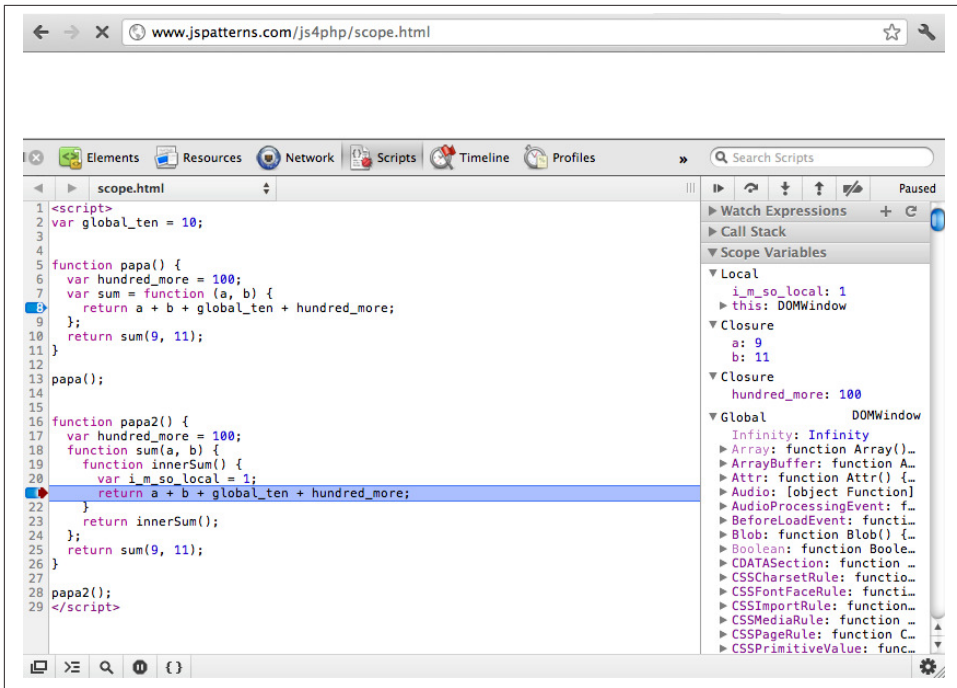 www.jspatterns.com/js4php/scope.html
Elements Resources Network Scripts Timeline Profiles » Search Scripts
scope.html Paused
1 <script>
2 var global_ten = 10;
3
4
5 function papa() {
6 var hundred_more = 100;
7 var sum = function (a, b) {
8 return a + b + global_ten + hundred_more;
9 };
10 return sum(9, 11);
11 }
12
13 papa();
14
15
16 function papa2() {
17 var hundred_more = 100;
18 function sum(a, b) {
19 function innerSum() {
20 var i_m_so_local = 1;
return a + b + global_ten + hundred_more;
22 }
23 return innerSum();
24 };
25 return sum(9, 11);
26 }
27
28 papa2();
29 </script>
Watch Expressions
Call Stack
Scope Variables
Local
i_m_so_local: 1
this: DOMWindow
Closure
a: 9
b: 11
Closure
hundred_more: 100
Global DOMWindow
Infinity: Infinity
Array: function Array()…
ArrayBuffer: function A…
Attr: function Attr() {…
Audio: [object Function]
AudioProcessingEvent: f…
BeforeLoadEvent: functi…
Blob: function Blob() {…
Boolean: function Boole…
CDATASection: function …
CSSCharsetRule: functio…
CSSFontFaceRule: functi…
CSSImportRule: function…
CSSMediaRule: function …
CSSPageRule: function C…
CSSPrimitiveValue: func…